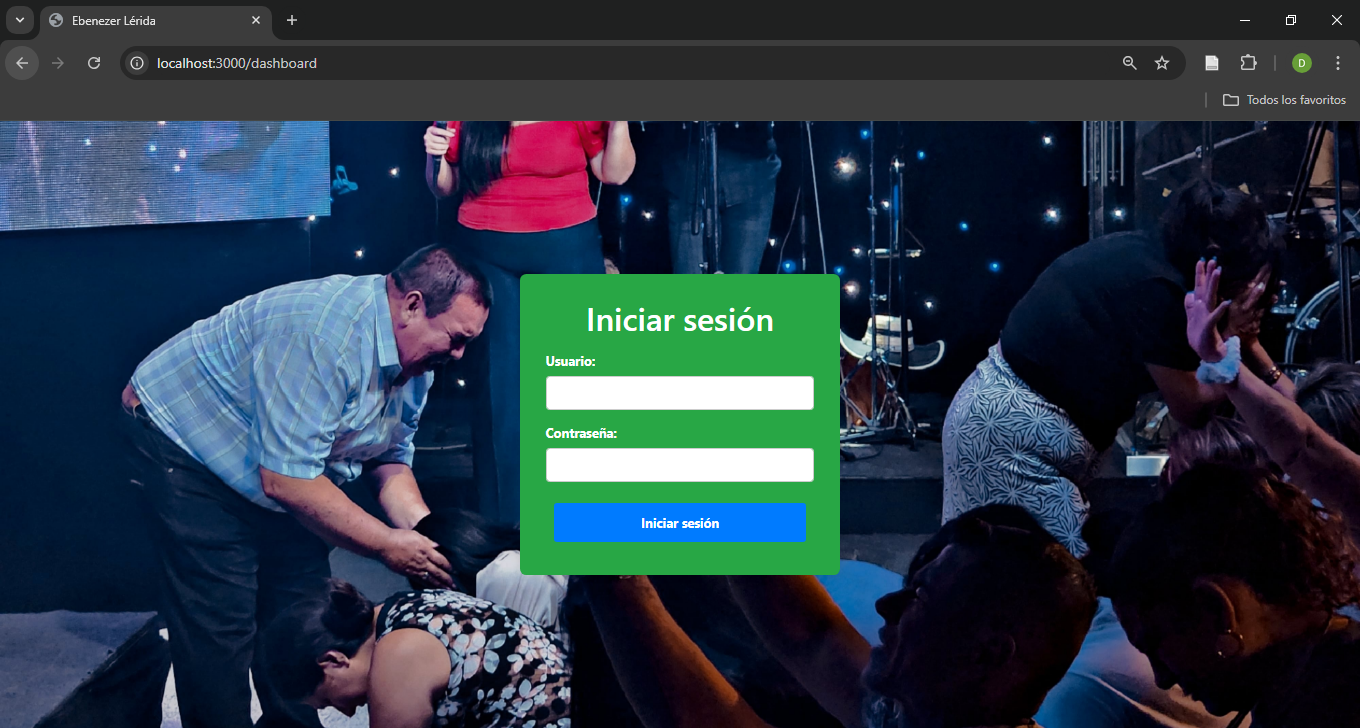 Ebenezer Lérida
localhost:3000/dashboard
D
Todos los favoritos
Iniciar sesión
Usuario:
Contraseña:
Iniciar sesión